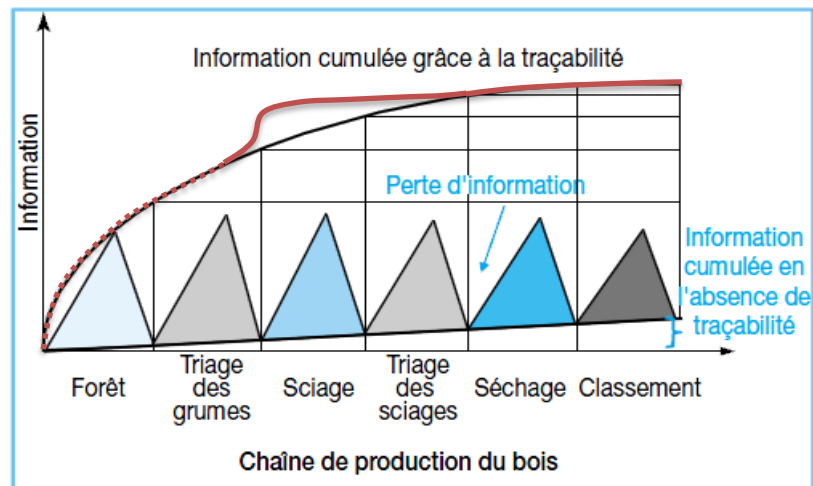 Information cumulée grâce à la traçabilité
Information
Perte d'information
Information
cumulée en
l'absence de
traçabilité
Forêt
Triage
des
grumes
Sciage
Triage
des
sciages
Séchage
Classement
Chaîne de production du bois